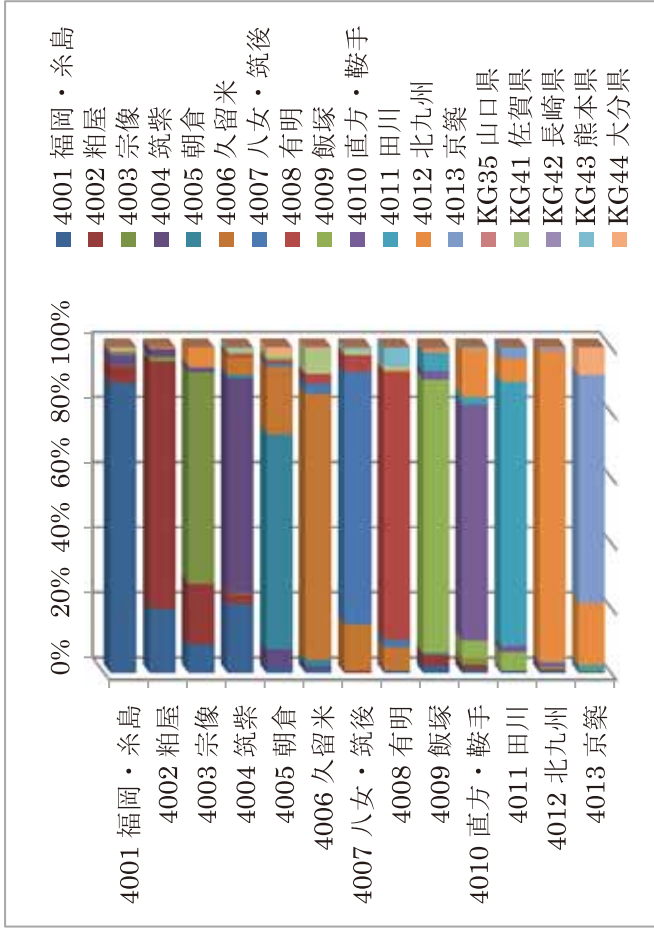 100%
80%
60%
40%
20%
0%
4001 福岡・糸島
4002 粕屋
4003 宗像
4004 筑紫
4005 朝倉
4006 久留米
4007 八女・筑後
4008 有明
4009 飯塚
4010 直方・鞍手
4011 田川
4012 北九州
4013 京築
4001 福岡・糸島
4002 粕屋
4003 宗像
4004 筑紫
4005 朝倉
4006 久留米
4007 八女・筑後
4008 有明
4009 飯塚
4010 直方・鞍手
4011 田川
4012 北九州
4013 京築
KG35 山口県
KG41 佐賀県
KG42 長崎県
KG43 熊本県
KG44 大分県